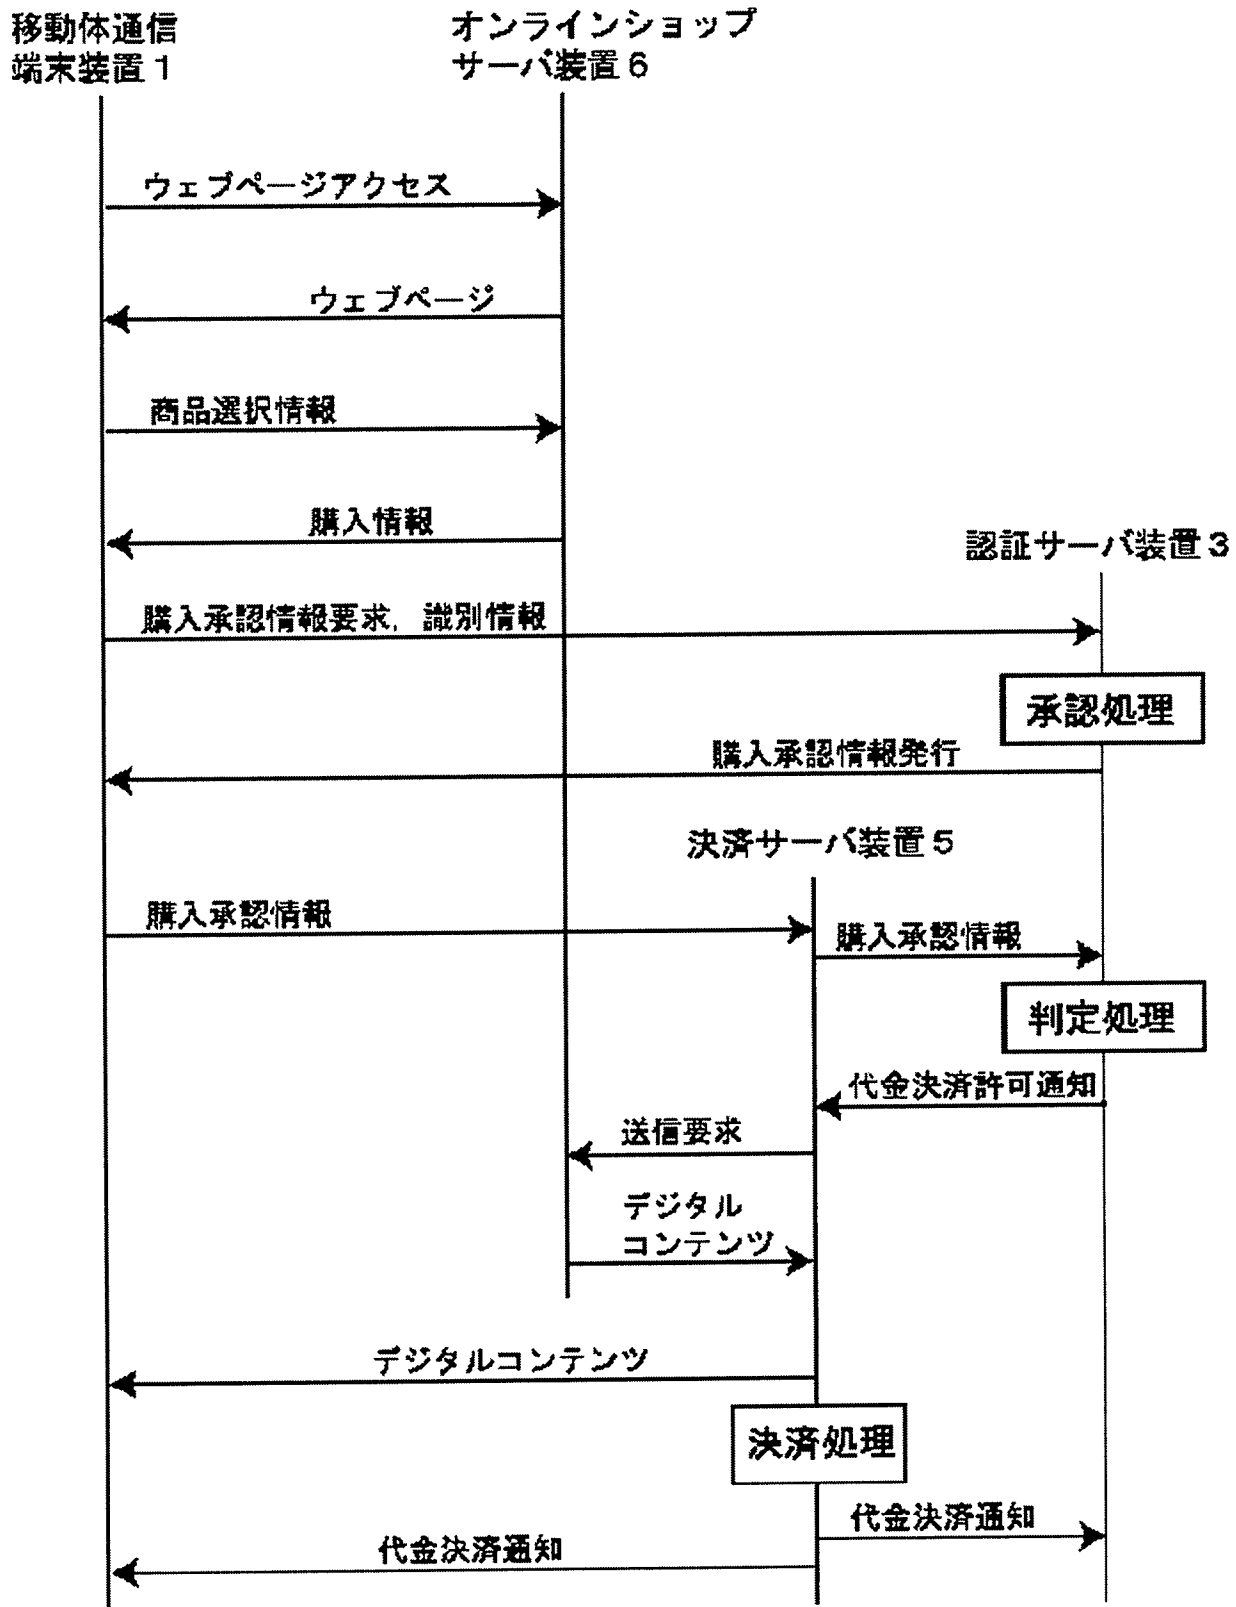 移動体通信
端末装置1
オンラインショップ
サーバ装置6
ウェブページアクセス
ウェブページ
商品選択情報
購入情報
認証サーバ装置3
購入承認情報要求,識別情報
承認処理
購入承認情報発行
決済サーバ装置5
購入承認情報
購入承認情報
判定処理
代金決済許可通知
送信要求
デジタル
コンテンツ
デジタルコンテンツ
決済処理
代金決済通知
代金決済通知